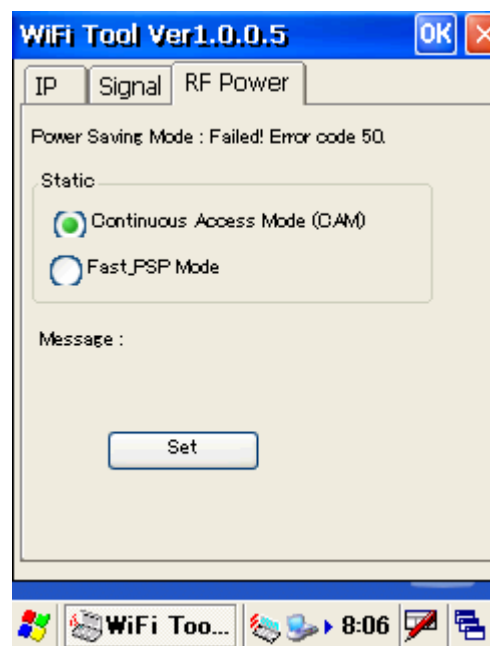 WiFi Tool Ver1.0.0.5 OK
IP Signal RF Power
Power Saving Mode : Failed! Error code 50.
Static
Continuous Access Mode (CAM)
Fast_PSP Mode
Message :
Set
WiFi Too... 8:06